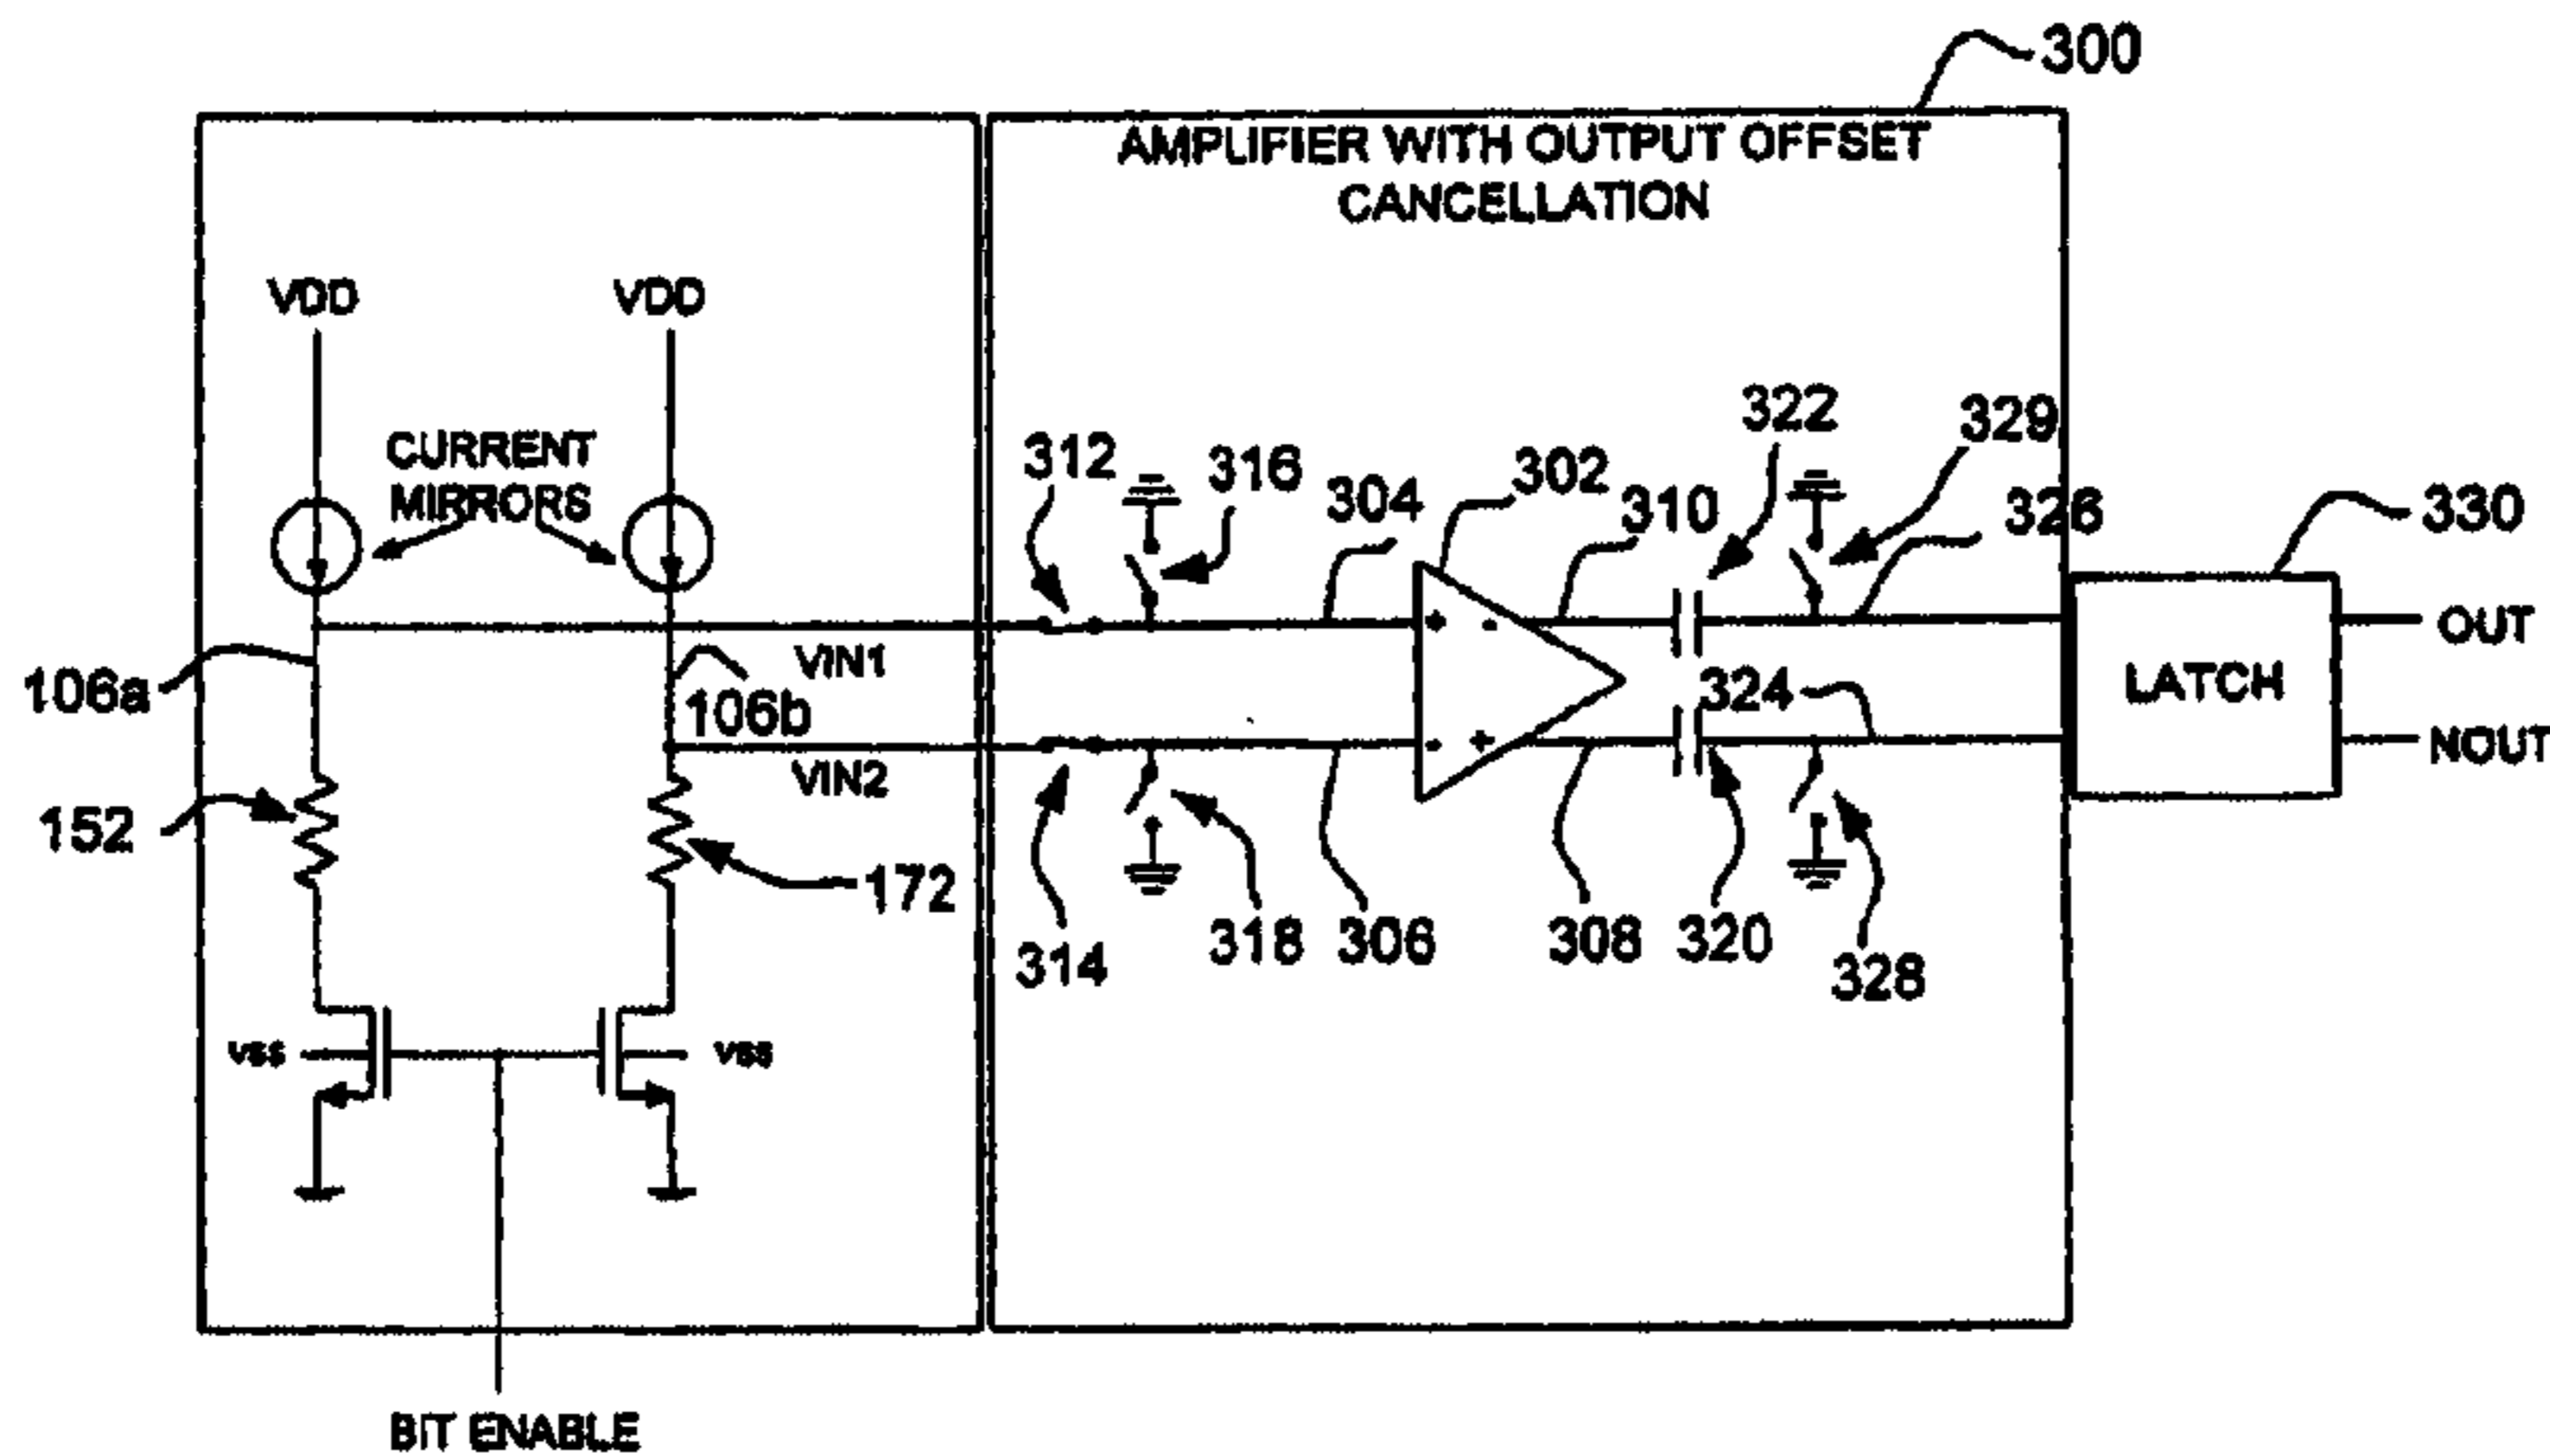 300
AMPLIFIER WITH OUTPUT OFFSET
CANCELLATION
VDD
VDD
CURRENT
MIRRORS
312
316
304
302
310
322
329
326
330
OUT
LATCH
NOUT
106a
VIN1
106b
VIN2
324
152
172
314
318
306
308
320
328
vss
vss
BIT ENABLE